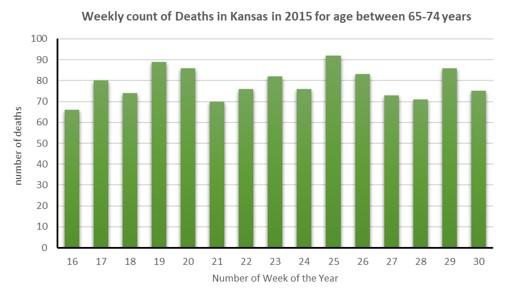 Weekly count of Deaths in Kansas in 2015 for age between 65-74 years
number of deaths
100
90
80
70
60
50
40
30
20
10
0
16 17 18 19 20 21 22 23 24 25 26 27 28 29 30
Number of Week of the Year